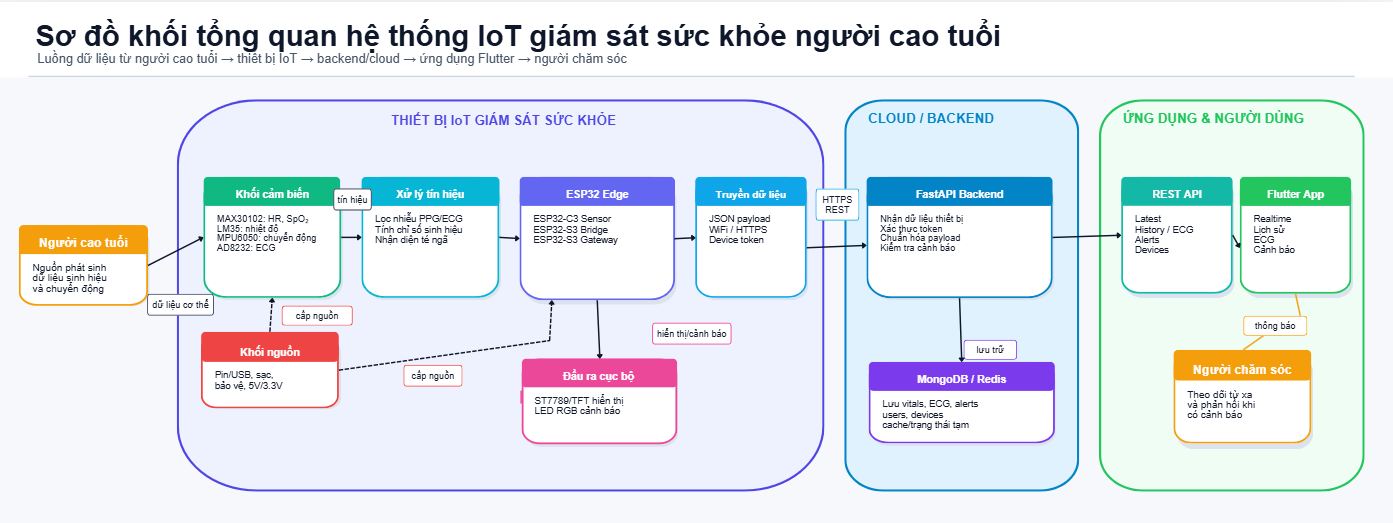 Sơ đồ khối tổng quan hệ thống IoT giám sát sức khỏe người cao tuổi
Luồng dữ liệu từ người cao tuổi → thiết bị IoT → backend/cloud → ứng dụng Flutter → người chăm sóc
THIẾT BỊ IoT GIÁM SÁT SỨC KHỎE
CLOUD / BACKEND
ỨNG DỤNG & NGƯỜI DÙNG
Người cao tuổi
Nguồn phát sinh
dữ liệu sinh hiệu
và chuyển động
dữ liệu cơ thể
Khối cảm biến
MAX30102: HR, SpO₂
LM35: nhiệt độ
MPU6050: chuyển động
AD8232: ECG
tín hiệu
Xử lý tín hiệu
Lọc nhiễu PPG/ECG
Tính chỉ số sinh hiệu
Nhận diện té ngã
ESP32 Edge
ESP32-C3 Sensor
ESP32-S3 Bridge
ESP32-S3 Gateway
Truyền dữ liệu
JSON payload
WiFi / HTTPS
Device token
HTTPS
REST
FastAPI Backend
Nhận dữ liệu thiết bị
Xác thực token
Chuẩn hóa payload
Kiểm tra cảnh báo
REST API
Latest
History / ECG
Alerts
Devices
Flutter App
Realtime
Lịch sử
ECG
Cảnh báo
cấp nguồn
Khối nguồn
Pin/USB, sạc,
bảo vệ, 5V/3.3V
cấp nguồn
hiển thị/cảnh báo
Đầu ra cục bộ
ST7789/TFT hiển thị
LED RGB cảnh báo
lưu trữ
MongoDB / Redis
Lưu vitals, ECG, alerts
users, devices
cache/trạng thái tạm
thông báo
Người chăm sóc
Theo dõi từ xa
và phản hồi khi
có cảnh báo